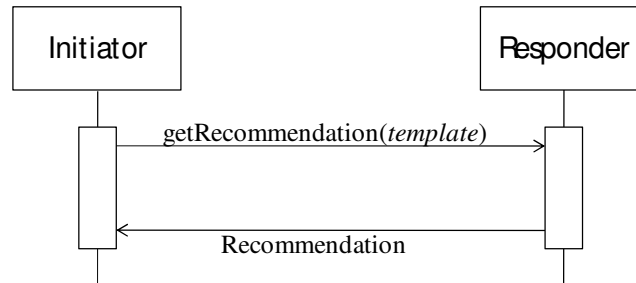 Initiator
Responder
getRecommendation(template)
Recommendation